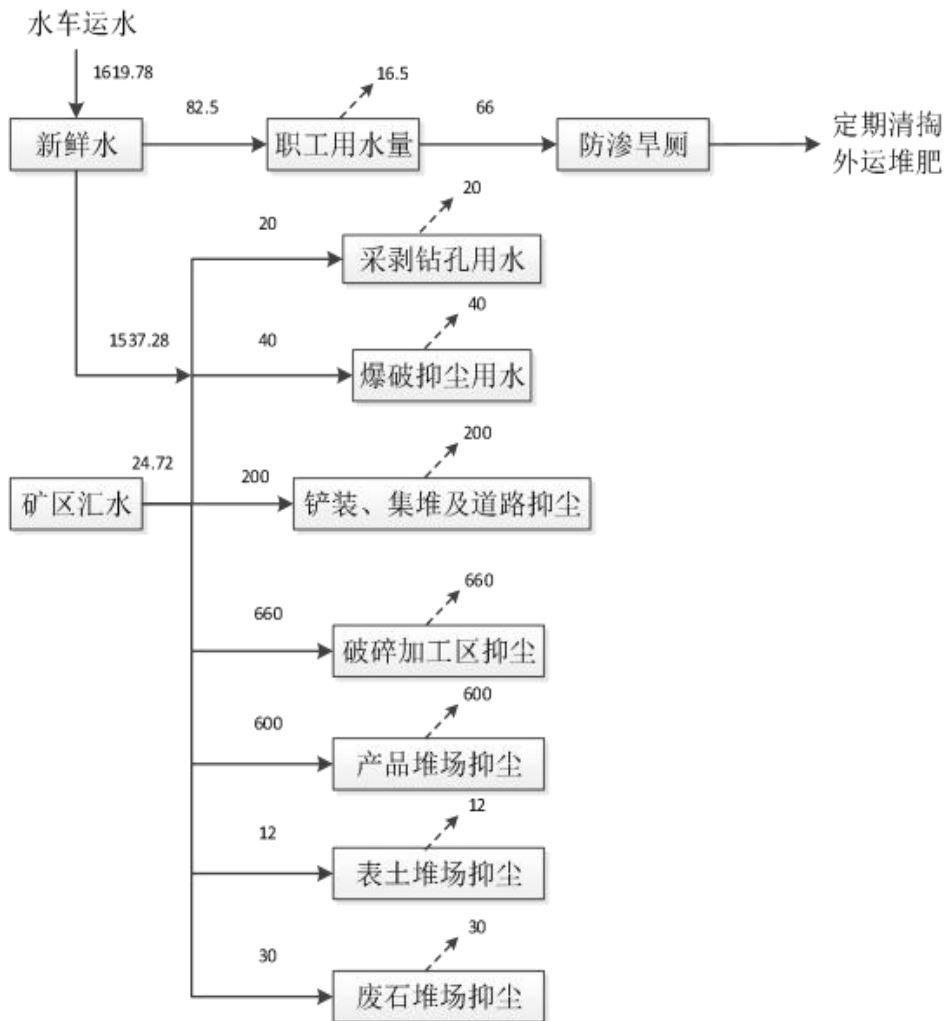 水车运水
1619.78
新鲜水
82.5
职工用水量
16.5
66
防渗旱厕
定期清掏
外运堆肥
20
采剥钻孔用水
20
1537.28
40
爆破抑尘用水
40
矿区汇水
24.72
200
铲装、集堆及道路抑尘
200
660
破碎加工区抑尘
660
600
产品堆场抑尘
600
12
表土堆场抑尘
12
30
废石堆场抑尘
30